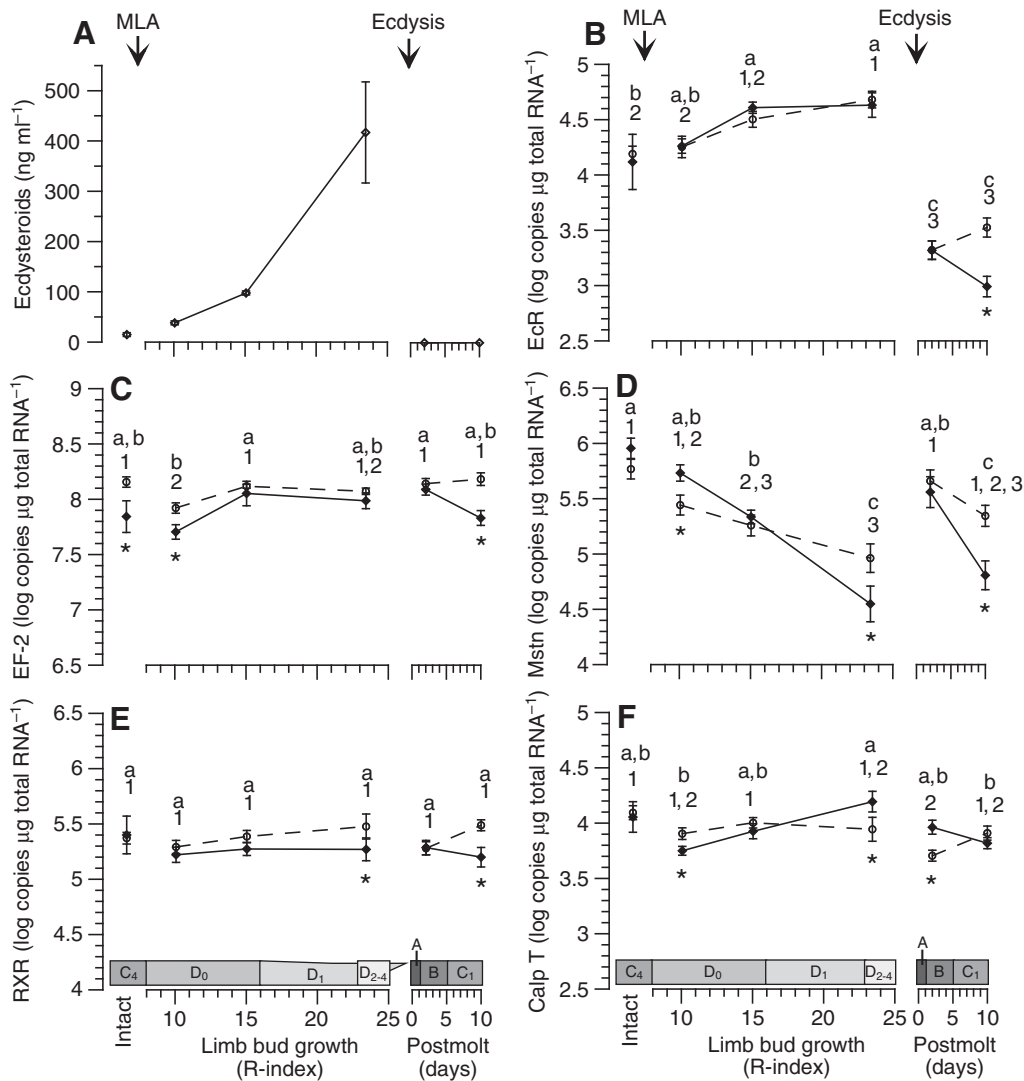 MLA
Ecdysis
A
Ecdysteroids (ng ml⁻¹)
500
400
300
200
100
0
MLA
Ecdysis
B
EcR (log copies µg total RNA⁻¹)
5
4.5
4
3.5
3
2.5
b
2
a,b
2
a
1,2
a
1
c
3
c
3
*
C
EF-2 (log copies µg total RNA⁻¹)
9
8.5
8
7.5
7
6.5
a,b
1
b
2
a
1
a,b
1,2
a
1
a,b
1
*
*
*
D
Mstn (log copies µg total RNA⁻¹)
6.5
6
5.5
5
4.5
4
a
1
a,b
1,2
b
2,3
c
3
a,b
1
c
1, 2, 3
*
*
*
E
RXR (log copies µg total RNA⁻¹)
6.5
6
5.5
5
4.5
4
a
1
a
1
a
1
a
1
a
1
a
1
*
*
A
C4 D0 D1 D2-4 B C1
Intact
10 15 20 25 0 5 10
Limb bud growth
(R-index)
Postmolt
(days)
F
Calp T (log copies µg total RNA⁻¹)
5
4.5
4
3.5
3
2.5
a,b
1
b
1,2
a,b
1
a
1,2
a,b
2
b
1,2
*
*
*
A
C4 D0 D1 D2-4 B C1
Intact
10 15 20 25 0 5 10
Limb bud growth
(R-index)
Postmolt
(days)